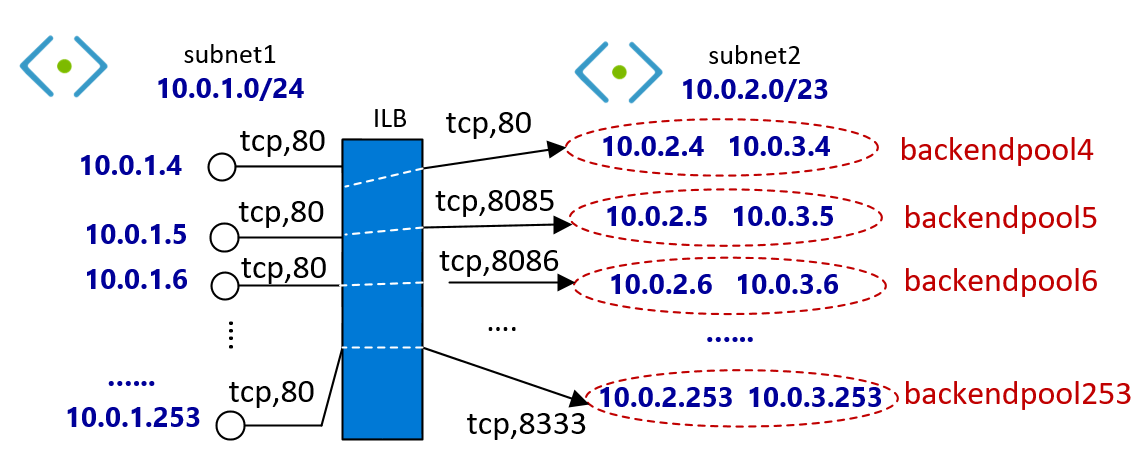 subnet1
10.0.1.0/24
subnet2
10.0.2.0/23
ILB
10.0.1.4
tcp,80
tcp,80
10.0.2.4 10.0.3.4
backendpool4
10.0.1.5
tcp,80
tcp,8085
10.0.2.5 10.0.3.5
backendpool5
10.0.1.6
tcp,80
tcp,8086
10.0.2.6 10.0.3.6
backendpool6
....
....
......
......
10.0.1.253
tcp,80
tcp,8333
10.0.2.253 10.0.3.253
backendpool253